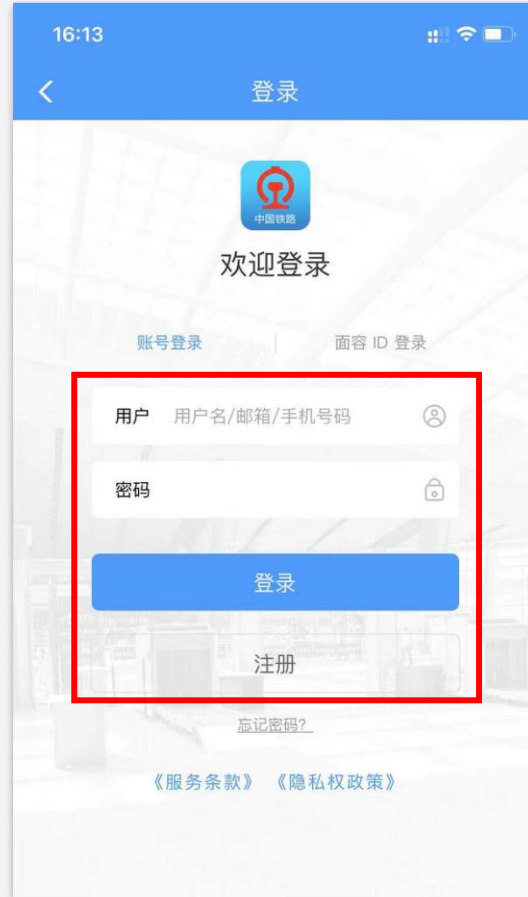 16:13
登录
中国铁路
欢迎登录
账号登录 面容 ID 登录
用户 用户名/邮箱/手机号码
密码
登录
注册
忘记密码?
《服务条款》 《隐私权政策》